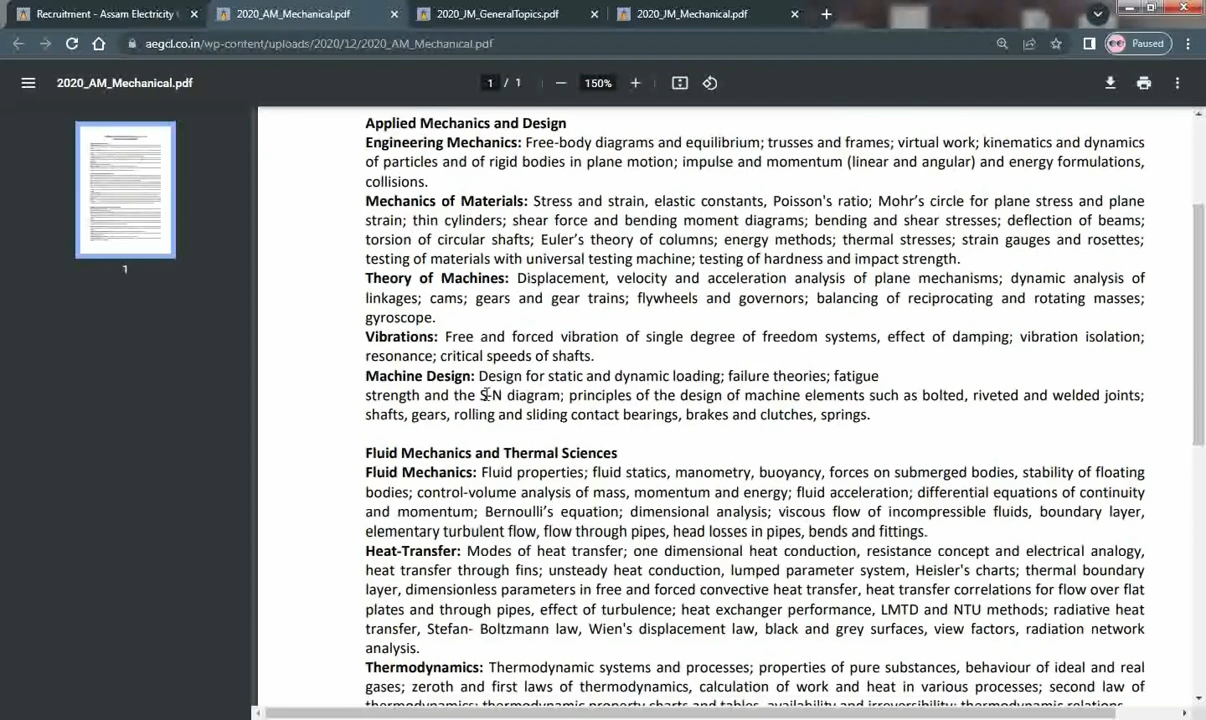 Recruitment - Assam Electricity
2020_AM_Mechanical.pdf
2020_JM_GeneralTopics.pdf
2020_JM_Mechanical.pdf
aegcl.co.in/wp-content/uploads/2020/12/2020_AM_Mechanical.pdf
Paused
2020_AM_Mechanical.pdf
1 / 1
150%
1
Applied Mechanics and Design
Engineering Mechanics: Free-body diagrams and equilibrium; trusses and frames; virtual work; kinematics and dynamics
of particles and of rigid bodies in plane motion; impulse and momentum (linear and angular) and energy formulations,
collisions.
Mechanics of Materials: Stress and strain, elastic constants, Poisson's ratio; Mohr’s circle for plane stress and plane
strain; thin cylinders; shear force and bending moment diagrams; bending and shear stresses; deflection of beams;
torsion of circular shafts; Euler’s theory of columns; energy methods; thermal stresses; strain gauges and rosettes;
testing of materials with universal testing machine; testing of hardness and impact strength.
Theory of Machines: Displacement, velocity and acceleration analysis of plane mechanisms; dynamic analysis of
linkages; cams; gears and gear trains; flywheels and governors; balancing of reciprocating and rotating masses;
gyroscope.
Vibrations: Free and forced vibration of single degree of freedom systems, effect of damping; vibration isolation;
resonance; critical speeds of shafts.
Machine Design: Design for static and dynamic loading; failure theories; fatigue
strength and the S-N diagram; principles of the design of machine elements such as bolted, riveted and welded joints;
shafts, gears, rolling and sliding contact bearings, brakes and clutches, springs.
Fluid Mechanics and Thermal Sciences
Fluid Mechanics: Fluid properties; fluid statics, manometry, buoyancy, forces on submerged bodies, stability of floating
bodies; control-volume analysis of mass, momentum and energy; fluid acceleration; differential equations of continuity
and momentum; Bernoulli’s equation; dimensional analysis; viscous flow of incompressible fluids, boundary layer,
elementary turbulent flow, flow through pipes, head losses in pipes, bends and fittings.
Heat-Transfer: Modes of heat transfer; one dimensional heat conduction, resistance concept and electrical analogy,
heat transfer through fins; unsteady heat conduction, lumped parameter system, Heisler's charts; thermal boundary
layer, dimensionless parameters in free and forced convective heat transfer, heat transfer correlations for flow over flat
plates and through pipes, effect of turbulence; heat exchanger performance, LMTD and NTU methods; radiative heat
transfer, Stefan- Boltzmann law, Wien's displacement law, black and grey surfaces, view factors, radiation network
analysis.
Thermodynamics: Thermodynamic systems and processes; properties of pure substances, behaviour of ideal and real
gases; zeroth and first laws of thermodynamics, calculation of work and heat in various processes; second law of
thermodynamics; thermodynamic property charts and tables, availability and irreversibility; thermodynamic relations.